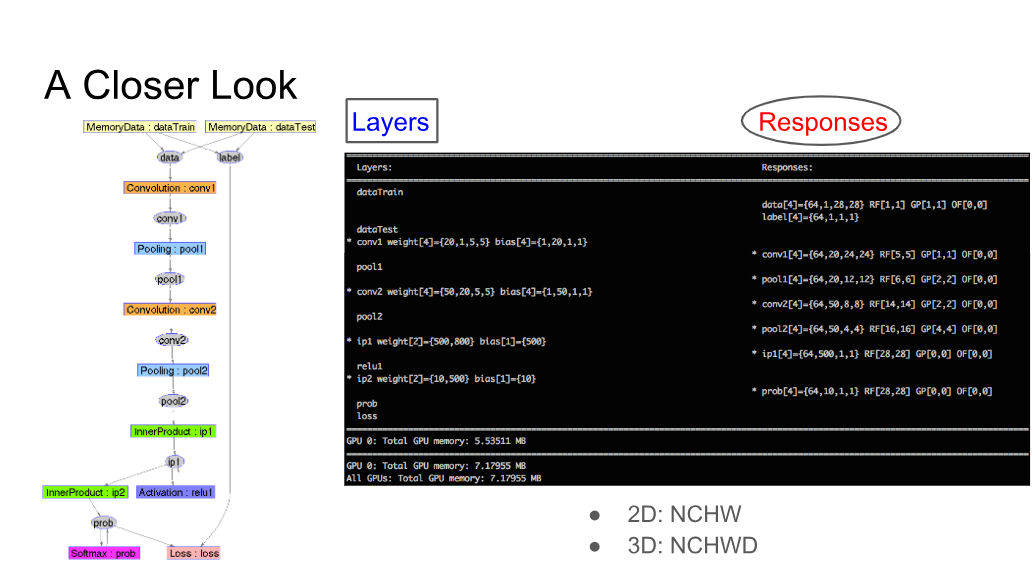 A Closer Look
MemoryData : dataTrain
MemoryData : dataTest
data
label
Convolution : conv1
conv1
Pooling : pool1
pool1
Convolution : conv2
conv2
Pooling : pool2
pool2
InnerProduct : ip1
ip1
InnerProduct : ip2
Activation : relu1
prob
Softmax : prob
Loss : loss
Layers
Responses
Layers: Responses:
dataTrain
data[4]={64,1,28,28} RF[1,1] GP[1,1] OF[0,0]
label[4]={64,1,1,1}
dataTest
* conv1 weight[4]={20,1,5,5} bias[4]={1,20,1,1}
* conv1[4]={64,20,24,24} RF[5,5] GP[1,1] OF[0,0]
pool1
* pool1[4]={64,20,12,12} RF[6,6] GP[2,2] OF[0,0]
* conv2 weight[4]={50,20,5,5} bias[4]={1,50,1,1}
* conv2[4]={64,50,8,8} RF[14,14] GP[2,2] OF[0,0]
pool2
* pool2[4]={64,50,4,4} RF[16,16] GP[4,4] OF[0,0]
* ip1 weight[2]={500,800} bias[1]={500}
* ip1[4]={64,500,1,1} RF[28,28] GP[0,0] OF[0,0]
relu1
* ip2 weight[2]={10,500} bias[1]={10}
* prob[4]={64,10,1,1} RF[28,28] GP[0,0] OF[0,0]
prob
loss
GPU 0: Total GPU memory: 5.53511 MB
GPU 0: Total GPU memory: 7.17955 MB
All GPUs: Total GPU memory: 7.17955 MB
● 2D: NCHW
● 3D: NCHWD